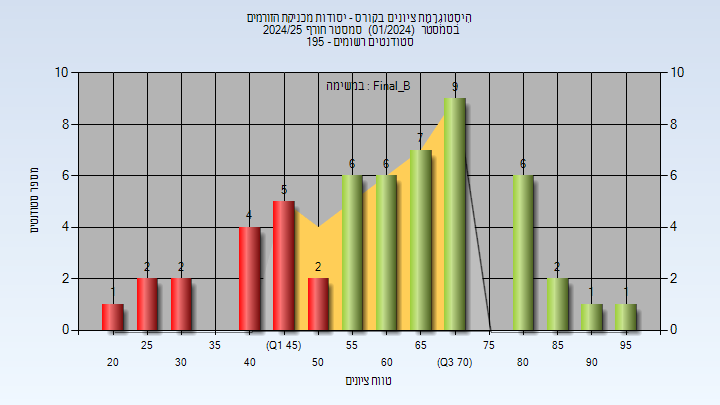 היסטוגרמת ציונים בקורס - יסודות מכניקת הזורמים
בסמסטר (01/2024) סמסטר חורף 2024/25
סטודנטים רשומים - 195
במשימה : Final_B
10 10
8 8
6 6
4 4
2 2
0 0
1 2 2 4 5 2 6 6 7 9 6 2 1 1
מספר סטודנטים
25 35 (Q1 45) 55 65 75 85 95
20 30 40 50 60 (Q3 70) 80 90
טווח ציונים